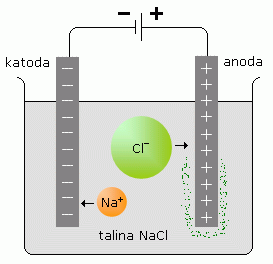 − +
katoda
anoda
Cl⁻
Na⁺
talina NaCl